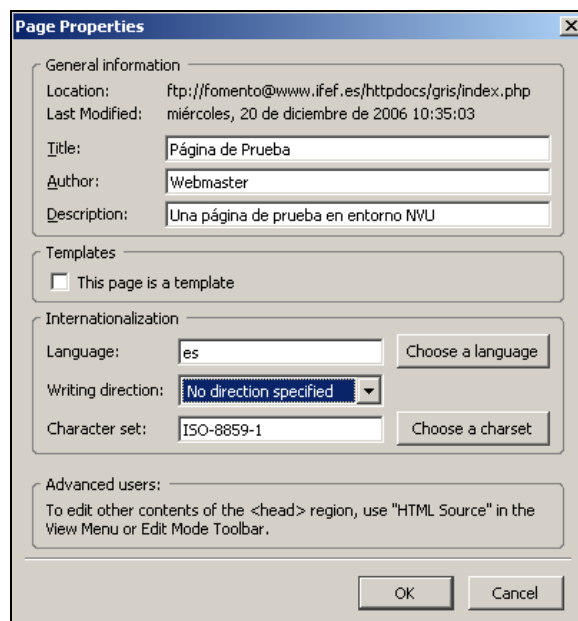 Page Properties
General information
Location: ftp://fomento@www.ifef.es/httpdocs/gris/index.php
Last Modified: miércoles, 20 de diciembre de 2006 10:35:03
Title: Página de Prueba
Author: Webmaster
Description: Una página de prueba en entorno NVU
Templates
This page is a template
Internationalization
Language: es Choose a language
Writing direction: No direction specified
Character set: ISO-8859-1 Choose a charset
Advanced users:
To edit other contents of the <head> region, use "HTML Source" in the
View Menu or Edit Mode Toolbar.
OK Cancel